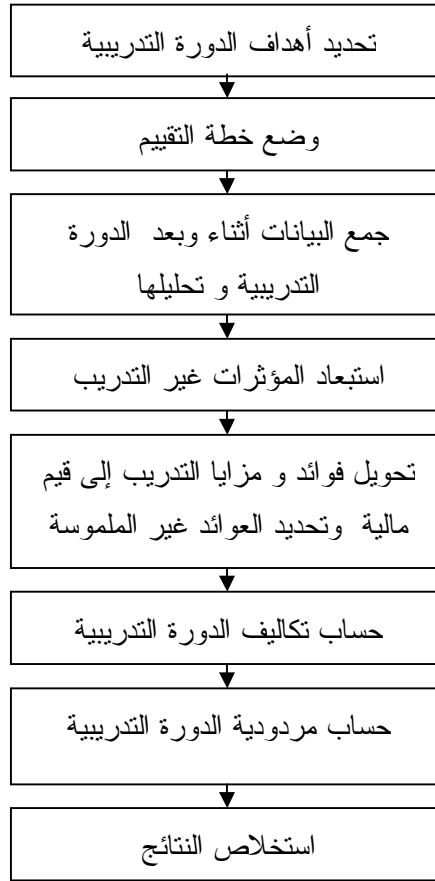 تحديد أهداف الدورة التدريبية
وضع خطة التقييم
جمع البيانات أثناء وبعد الدورة
التدريبية و تحليلها
استبعاد المؤثرات غير التدريب
تحويل فوائد و مزايا التدريب إلى قيم
مالية وتحديد العوائد غير الملموسة
حساب تكاليف الدورة التدريبية
حساب مردودية الدورة التدريبية
استخلاص النتائج